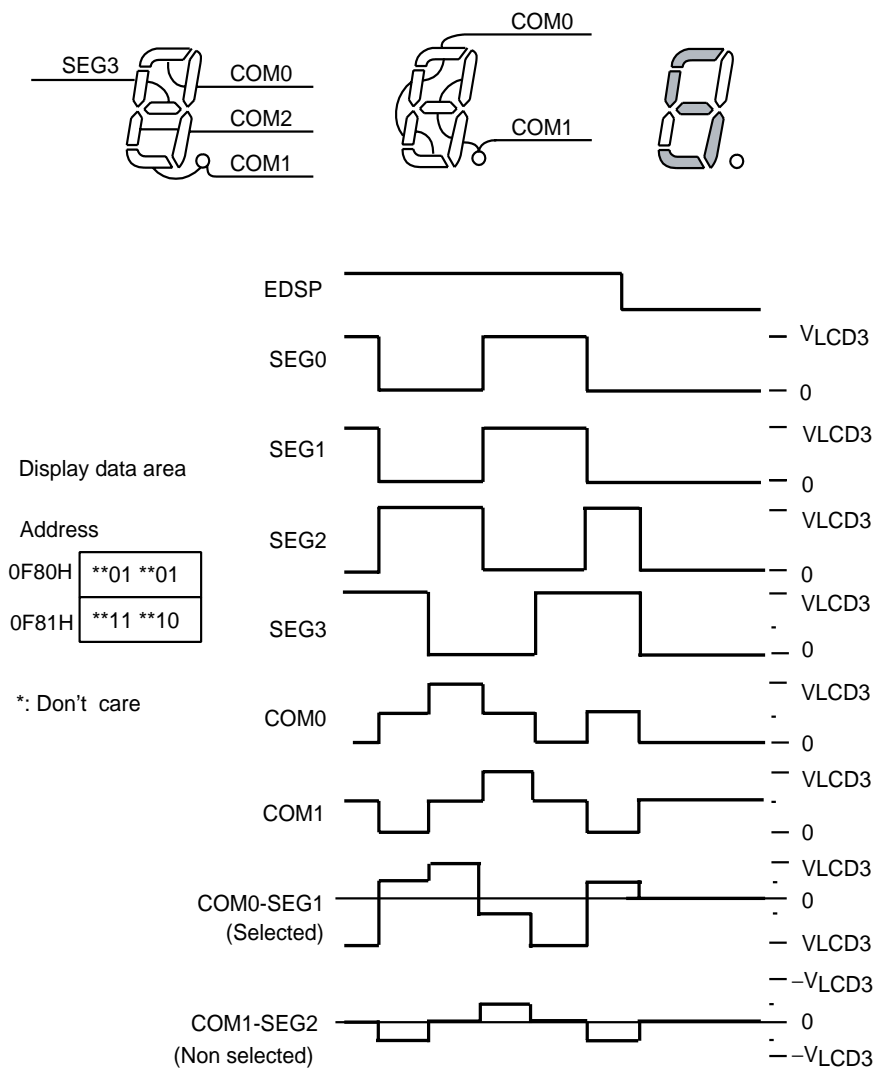 COM0
SEG3
COM0
COM2
COM1
COM1
EDSP
VLCD3
SEG0
0
SEG1
VLCD3
0
Display data area
Address
0F80H **01 **01
0F81H **11 **10
*: Don't care
SEG2
VLCD3
0
SEG3
VLCD3
0
COM0
VLCD3
0
COM1
VLCD3
0
COM0-SEG1
(Selected)
VLCD3
0
VLCD3
COM1-SEG2
(Non selected)
−VLCD3
0
−VLCD3